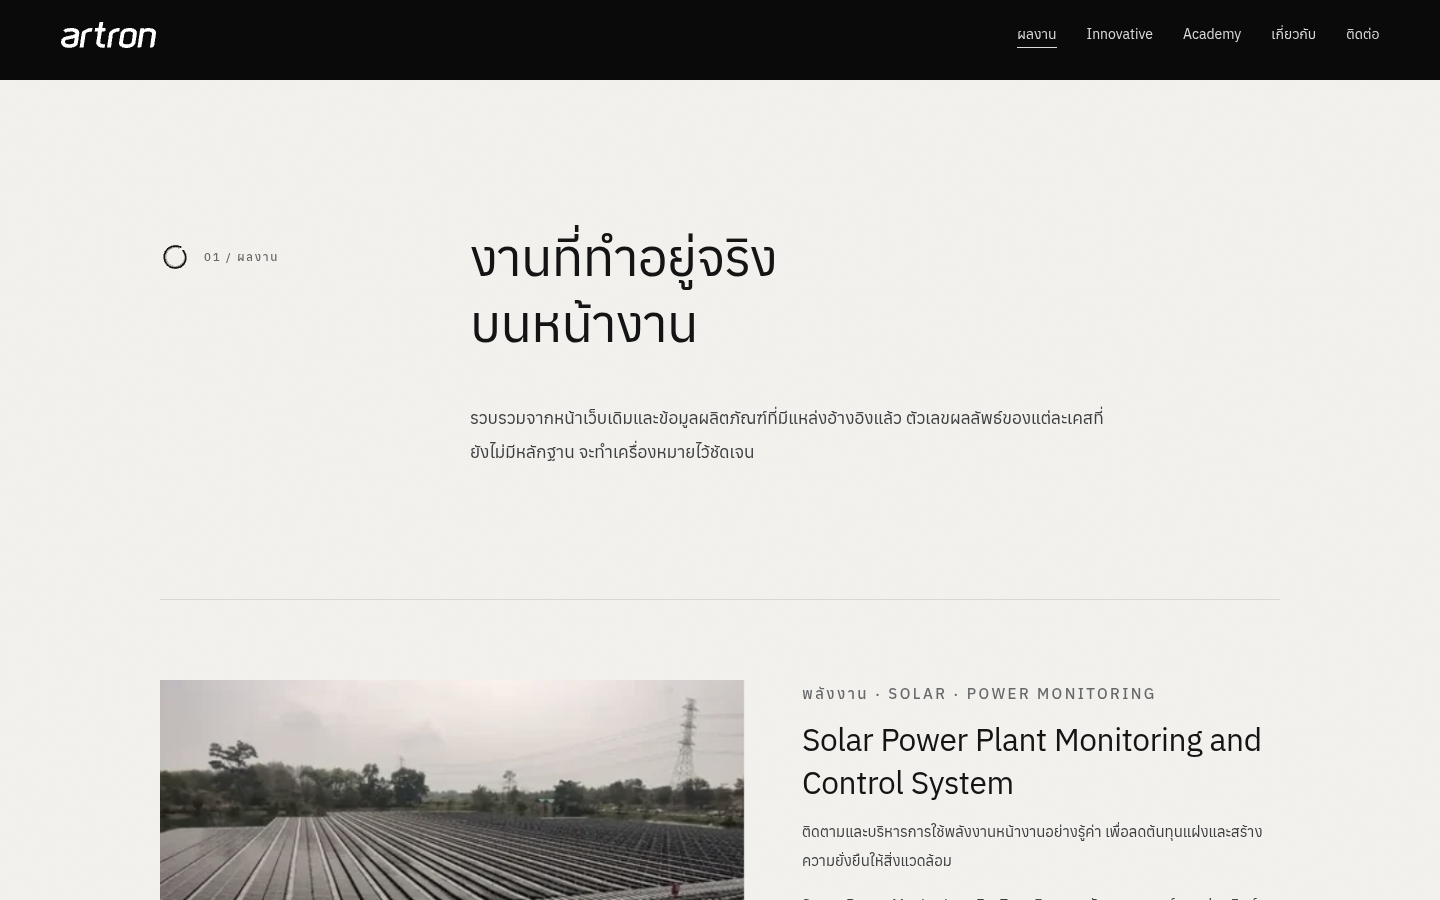 artron
ผลงาน
Innovative
Academy
เกี่ยวกับ
ติดต่อ
01 / ผลงาน
งานที่ทำอยู่จริง
บนหน้างาน
รวบรวมจากหน้าเว็บเดิมและข้อมูลผลิตภัณฑ์ที่มีแหล่งอ้างอิงแล้ว ตัวเลขผลลัพธ์ของแต่ละเคสที่
ยังไม่มีหลักฐาน จะทำเครื่องหมายไว้ชัดเจน
พลังงาน · SOLAR · POWER MONITORING
Solar Power Plant Monitoring and
Control System
ติดตามและบริหารการใช้พลังงานหน้างานอย่างรู้ค่า เพื่อลดต้นทุนแฝงและสร้าง
ความยั่งยืนให้สิ่งแวดล้อม